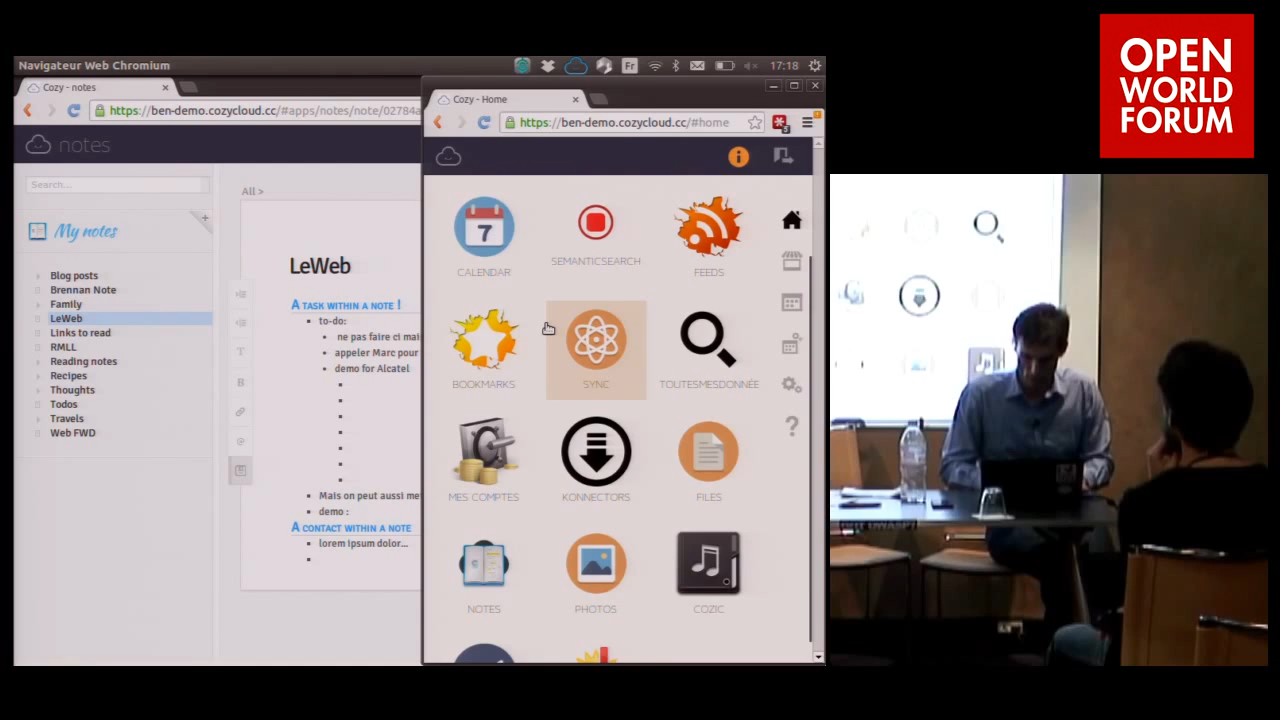 OPEN
WORLD
FORUM
Navigateur Web Chromium
Fr
17:18
Cozy - notes
https://ben-demo.cozycloud.cc/#apps/notes/note/02784a
notes
Search...
My notes
Blog posts
Brennan Note
Family
LeWeb
Links to read
RMLL
Reading notes
Recipes
Thoughts
Todos
Travels
Web FWD
All >
LeWeb
A TASK WITHIN A NOTE !
to-do:
ne pas faire ci mai
appeler Marc pour
demo for Alcatel
Mais on peut aussi me
demo :
A CONTACT WITHIN A NOTE
lorem ipsum dolor...
T
B
Cozy - Home
https://ben-demo.cozycloud.cc/#home
7
CALENDAR
SEMANTICSEARCH
FEEDS
BOOKMARKS
SYNC
TOUTESMESDONNÉE
MES COMPTES
KONNECTORS
FILES
NOTES
PHOTOS
COZIC